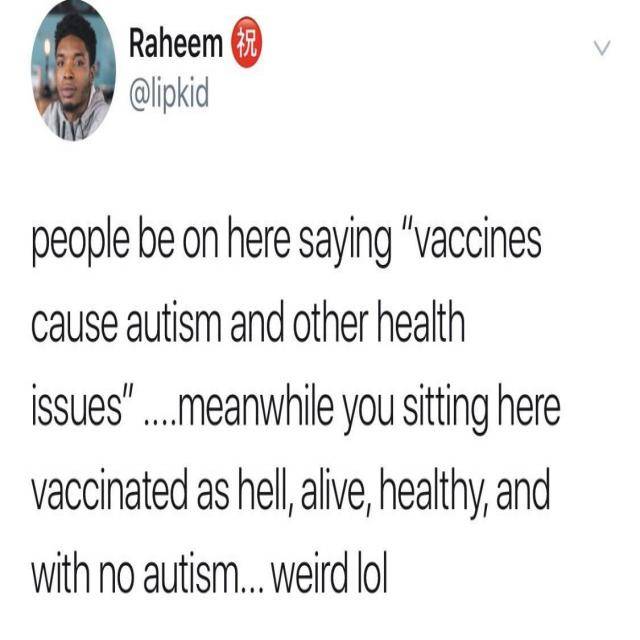 Raheem ㊗️
@lipkid
people be on here saying “vaccines
cause autism and other health
issues” ....meanwhile you sitting here
vaccinated as hell, alive, healthy, and
with no autism... weird lol